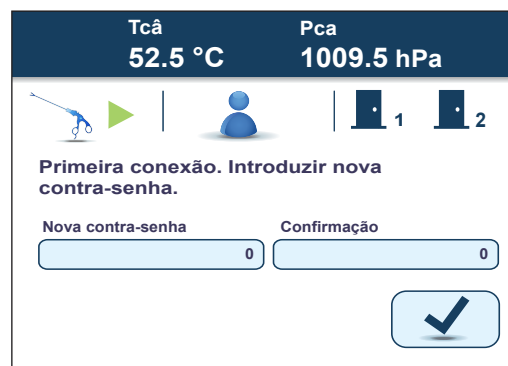 Tcâ Pca
52.5 °C 1009.5 hPa
1 2
Primeira conexão. Introduzir nova
contra-senha.
Nova contra-senha Confirmação
0 0